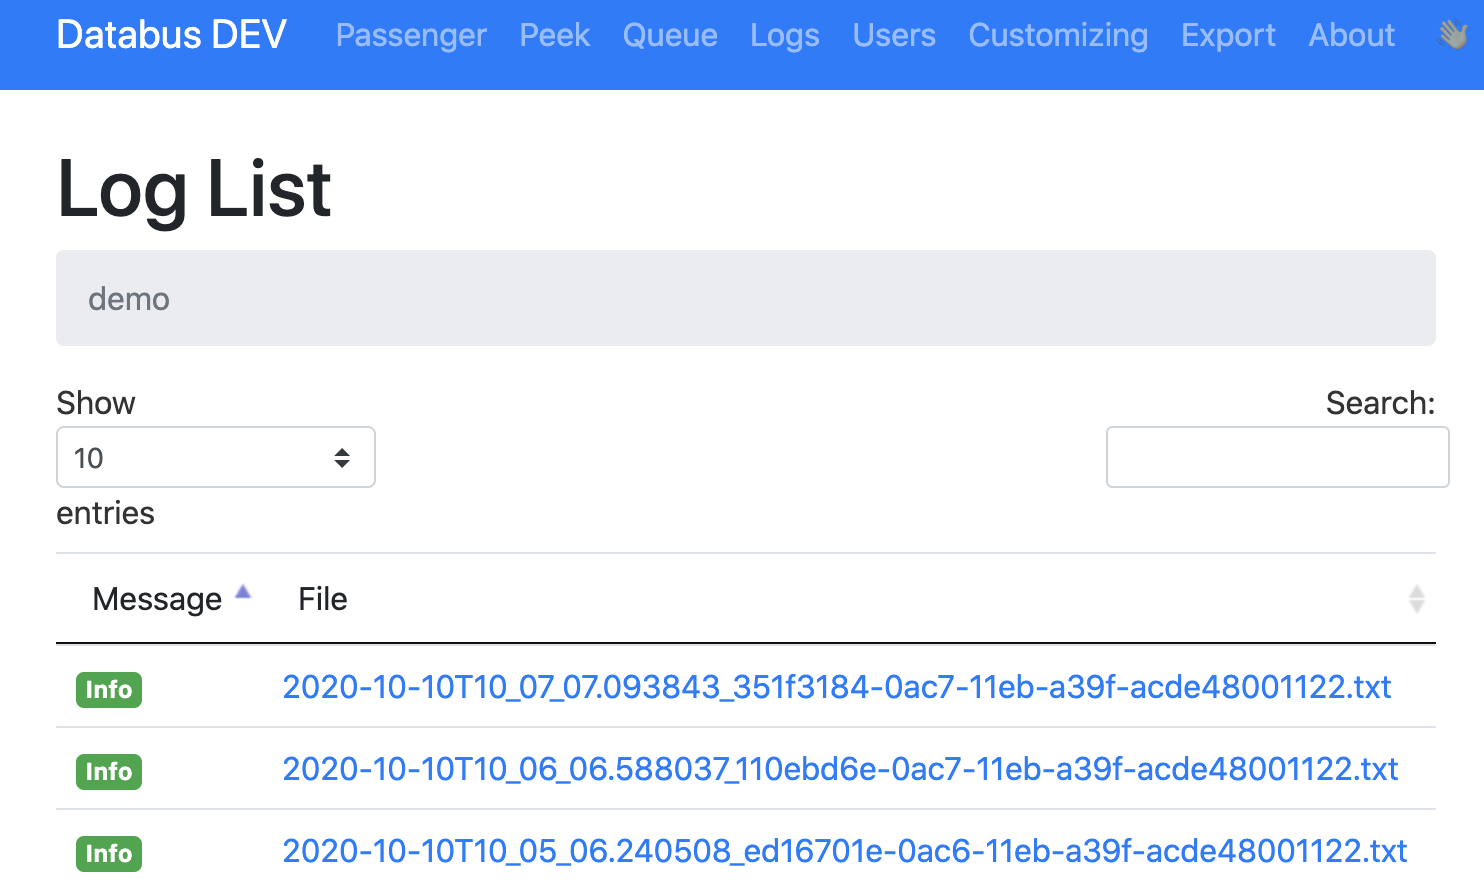 Databus DEV Passenger Peek Queue Logs Users Customizing Export About 👋
Log List
demo
Show
Search:
10
entries
Message File
Info 2020-10-10T10_07_07.093843_351f3184-0ac7-11eb-a39f-acde48001122.txt
Info 2020-10-10T10_06_06.588037_110ebd6e-0ac7-11eb-a39f-acde48001122.txt
Info 2020-10-10T10_05_06.240508_ed16701e-0ac6-11eb-a39f-acde48001122.txt